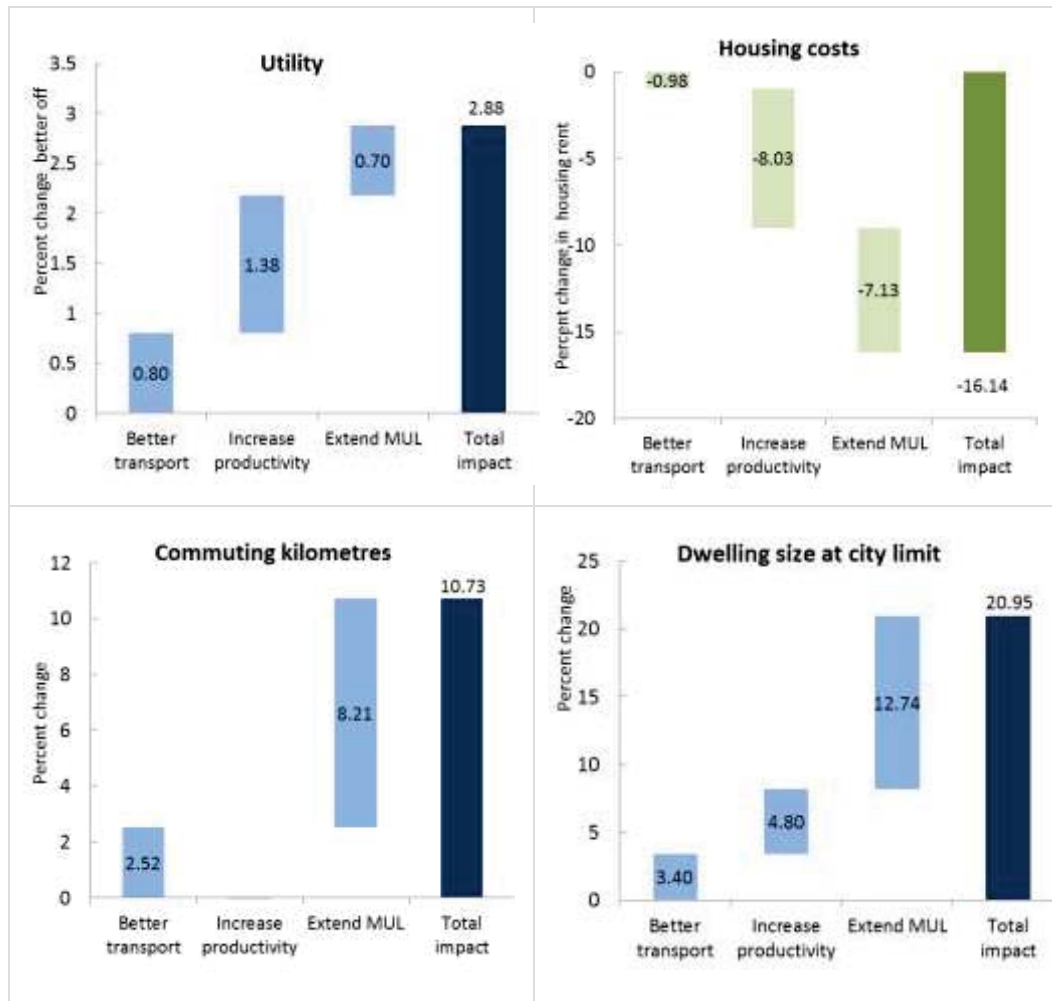 Utility
Percent change better off
3.5
3
2.5
2
1.5
1
0.5
0
0.80
1.38
0.70
2.88
Better transport
Increase productivity
Extend MUL
Total impact
Housing costs
Percent change in housing rent
0
-5
-10
-15
-20
-0.98
-8.03
-7.13
-16.14
Better transport
Increase productivity
Extend MUL
Total impact
Commuting kilometres
Percent change
12
10
8
6
4
2
0
2.52
8.21
10.73
Better transport
Increase productivity
Extend MUL
Total impact
Dwelling size at city limit
Percent change
25
20
15
10
5
0
3.40
4.80
12.74
20.95
Better transport
Increase productivity
Extend MUL
Total impact